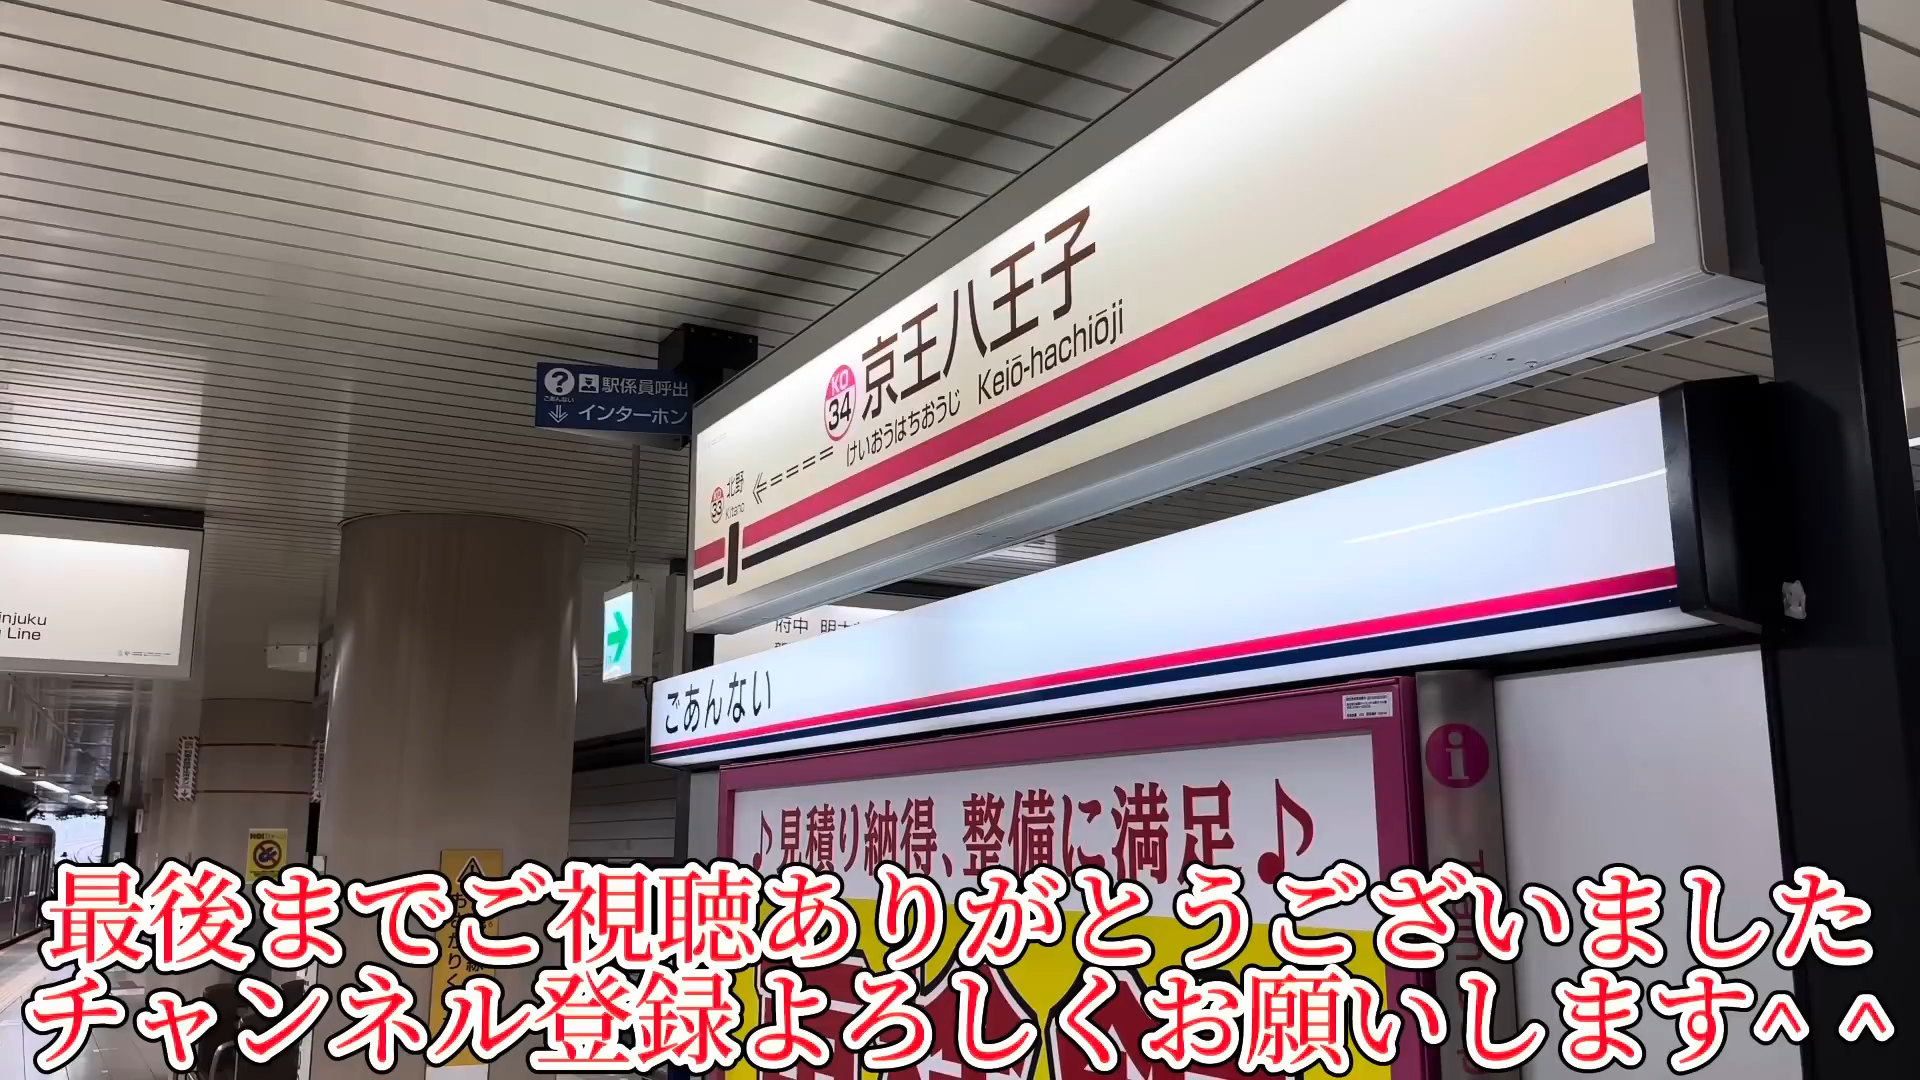 京王八王子
KO
34
けいおうはちおうじ Keiō-hachiōji
KO
33
北野
Kitano
? 駅係員呼出
ごあんない
インターホン
injuku
Line
府中
ごあんない
i
♪見積り納得、整備に満足♪
最後までご視聴ありがとうございました
チャンネル登録よろしくお願いします^ ^